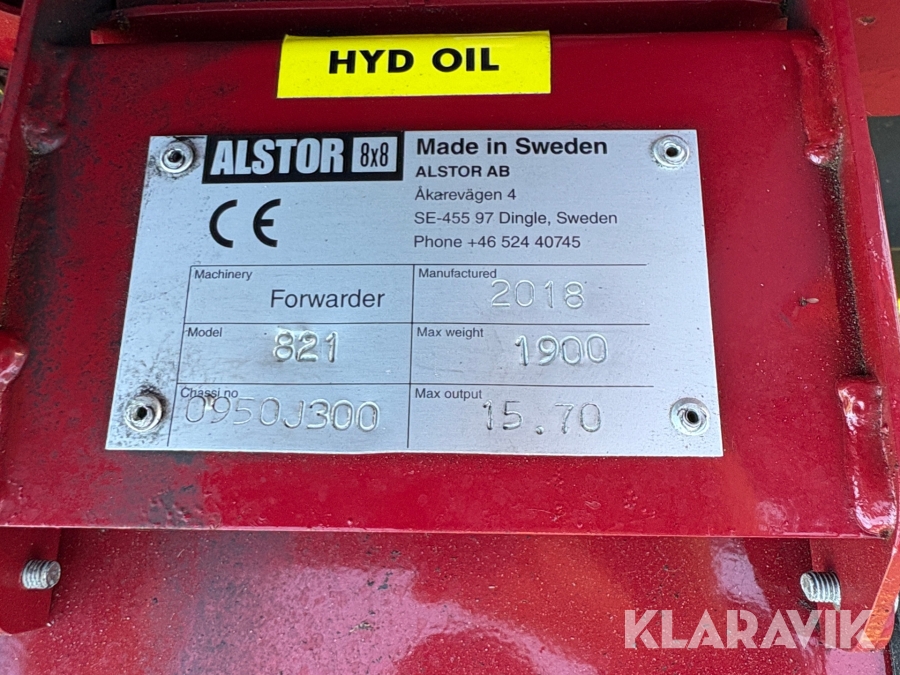 HYD OIL
ALSTOR 8x8
Made in Sweden
ALSTOR AB
Åkarevägen 4
SE-455 97 Dingle, Sweden
Phone +46 524 40745
CE
Machinery
Forwarder
Manufactured
2018
Model
821
Max weight
1900
Chassi no
0950J300
Max output
15.70
KLARAVIK